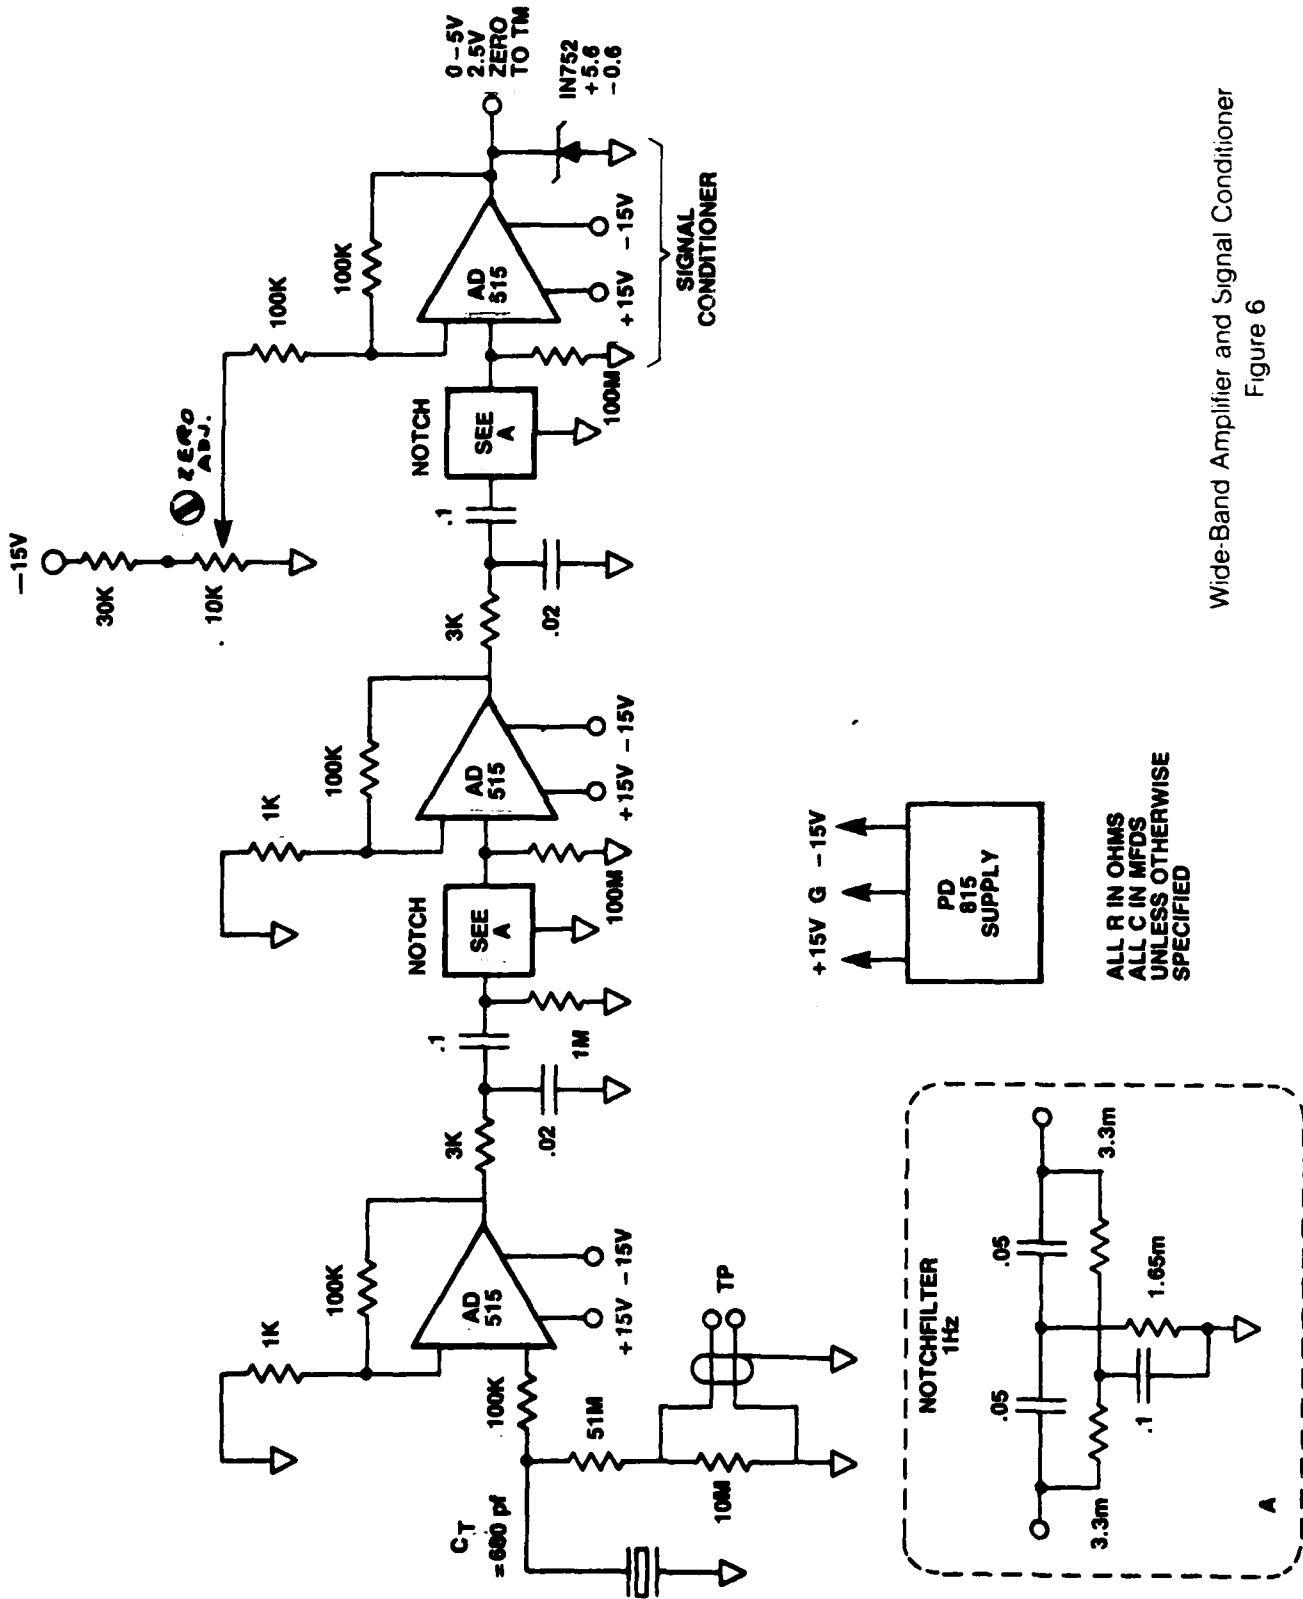 -15V
30K
10K
ZERO
ADJ.
100K
100K
AD
515
+15V
-15V
0-5V
2.5V
ZERO
TO TM
IN752
+5.6
-0.6
SIGNAL
CONDITIONER
NOTCH
SEE
A
100M
.1
3K
.02
1K
100K
AD
515
+15V
-15V
NOTCH
SEE
A
100M
.1
1M
3K
.02
1K
100K
AD
515
+15V
-15V
100K
CT
=680 pf
51M
10M
TP
+15V G -15V
PD
815
SUPPLY
ALL R IN OHMS
ALL C IN MFDS
UNLESS OTHERWISE
SPECIFIED
NOTCHFILTER
1Hz
.05
.05
3.3m
3.3m
1.65m
.1
A
Wide-Band Amplifier and Signal Conditioner
Figure 6